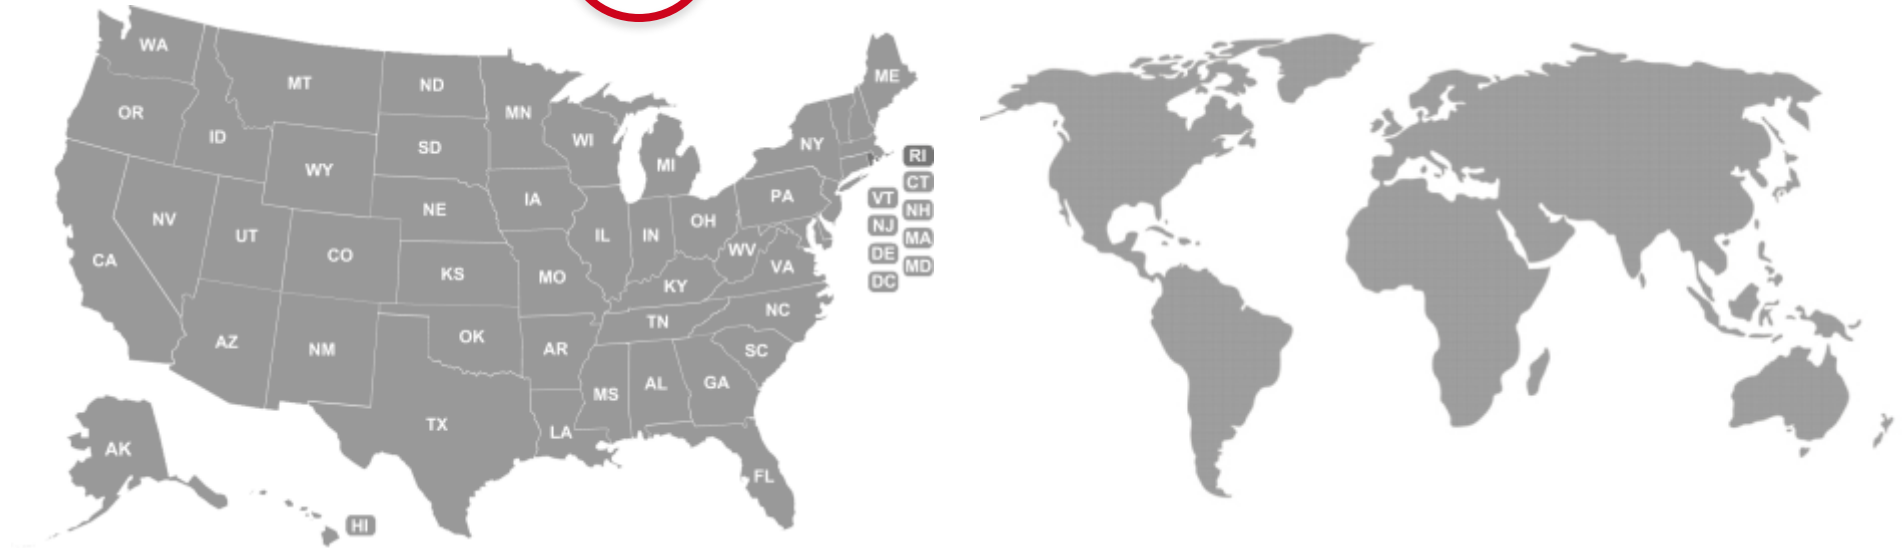 WA
MT
ND
MN
ME
OR
ID
SD
WI
NY
MI
WY
RI
CT
NE
IA
PA
VT
NH
NV
OH
NJ
UT
IL
IN
MA
CO
WV
DE
CA
KS
MO
VA
MD
KY
DC
NC
TN
AZ
NM
OK
AR
SC
MS
AL
GA
TX
LA
AK
FL
HI